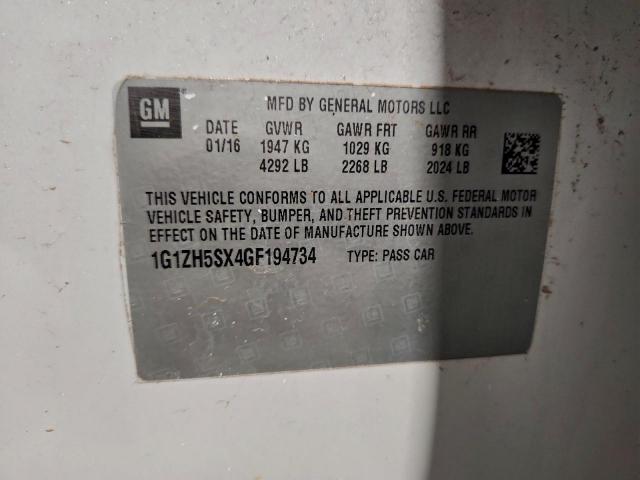 GM
MFD BY GENERAL MOTORS LLC
DATE GVWR GAWR FRT GAWR RR
01/16 1947 KG 1029 KG 918 KG
4292 LB 2268 LB 2024 LB
THIS VEHICLE CONFORMS TO ALL APPLICABLE U.S. FEDERAL MOTOR
VEHICLE SAFETY, BUMPER, AND THEFT PREVENTION STANDARDS IN
EFFECT ON THE DATE OF MANUFACTURE SHOWN ABOVE.
1G1ZH5SX4GF194734 TYPE: PASS CAR